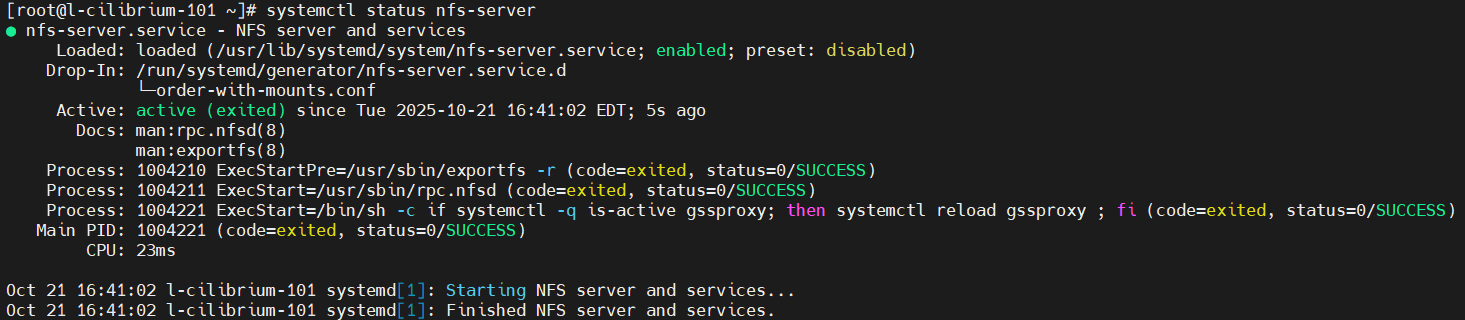 [root@l-cilibrium-101 ~]# systemctl status nfs-server
● nfs-server.service - NFS server and services
     Loaded: loaded (/usr/lib/systemd/system/nfs-server.service; enabled; preset: disabled)
    Drop-In: /run/systemd/generator/nfs-server.service.d
             └─order-with-mounts.conf
     Active: active (exited) since Tue 2025-10-21 16:41:02 EDT; 5s ago
       Docs: man:rpc.nfsd(8)
             man:exportfs(8)
    Process: 1004210 ExecStartPre=/usr/sbin/exportfs -r (code=exited, status=0/SUCCESS)
    Process: 1004211 ExecStart=/usr/sbin/rpc.nfsd (code=exited, status=0/SUCCESS)
    Process: 1004221 ExecStart=/bin/sh -c if systemctl -q is-active gssproxy; then systemctl reload gssproxy ; fi (code=exited, status=0/SUCCESS)
   Main PID: 1004221 (code=exited, status=0/SUCCESS)
        CPU: 23ms

Oct 21 16:41:02 l-cilibrium-101 systemd[1]: Starting NFS server and services...
Oct 21 16:41:02 l-cilibrium-101 systemd[1]: Finished NFS server and services.